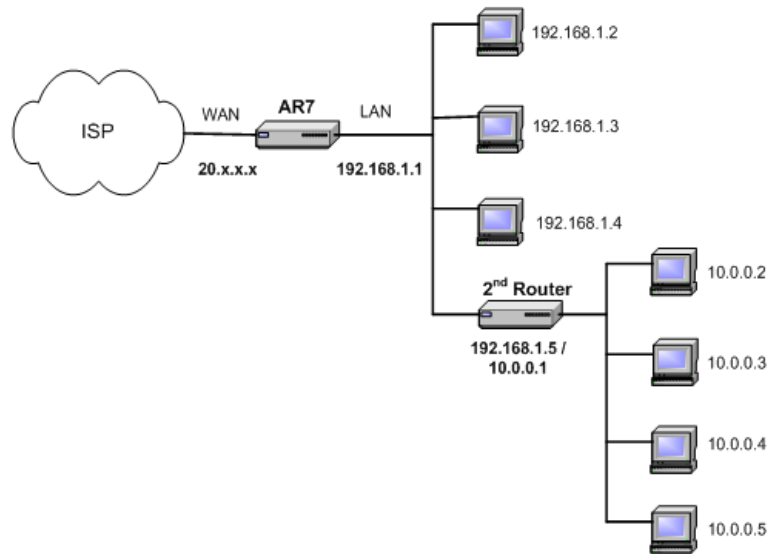 192.168.1.2
AR7
WAN
LAN
ISP
192.168.1.3
20.x.x.x
192.168.1.1
192.168.1.4
10.0.0.2
2nd Router
192.168.1.5 /
10.0.0.1
10.0.0.3
10.0.0.4
10.0.0.5